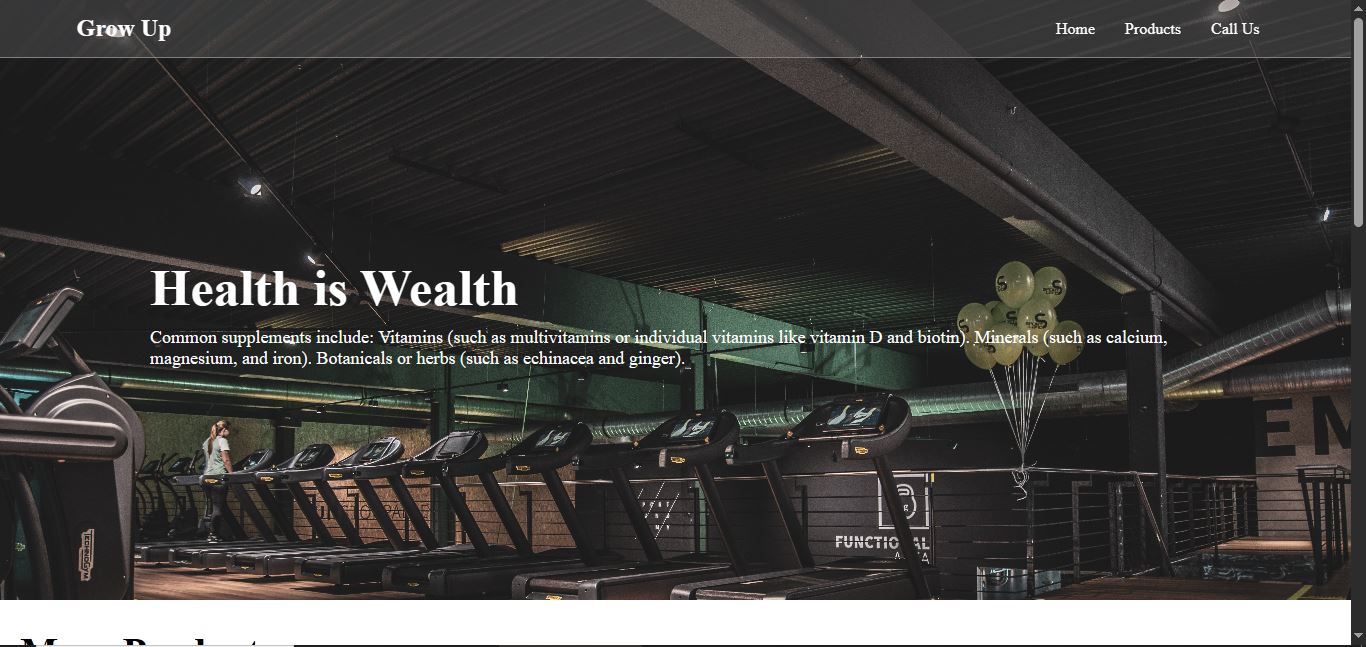 Grow Up
Home Products Call Us
Health is Wealth
Common supplements include: Vitamins (such as multivitamins or individual vitamins like vitamin D and biotin). Minerals (such as calcium,
magnesium, and iron). Botanicals or herbs (such as echinacea and ginger).
EM
FUNCTIONAL
TECHNOGYM